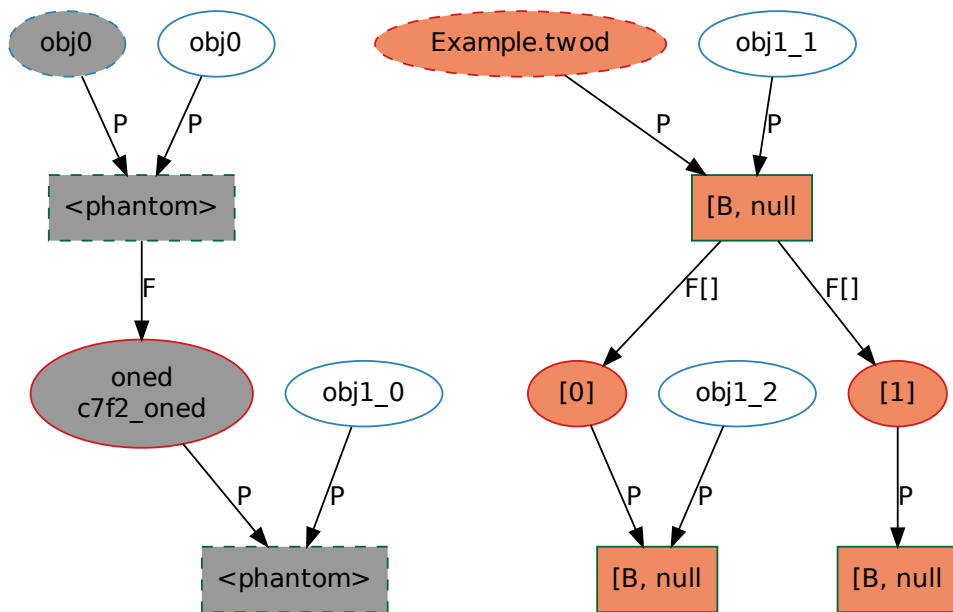 obj0
obj0
Example.twod
obj1_1
P
P
P
P
<phantom>
[B, null
F
F[]
F[]
oned
c7f2_oned
obj1_0
[0]
obj1_2
[1]
P
P
P
P
P
<phantom>
[B, null
[B, null